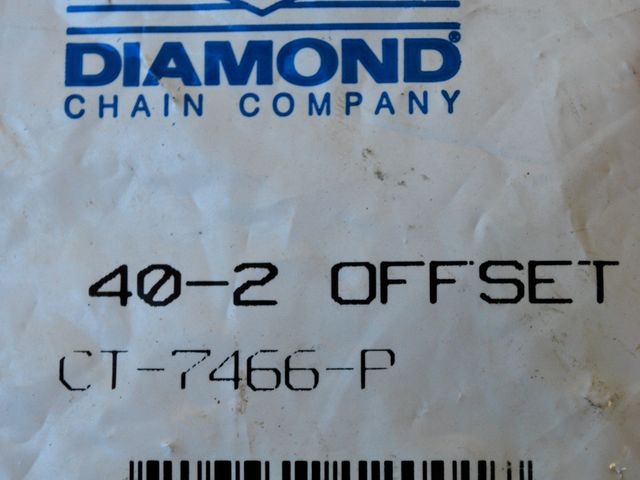 DIAMOND®
CHAIN COMPANY
40-2 OFFSET
CT-7466-P